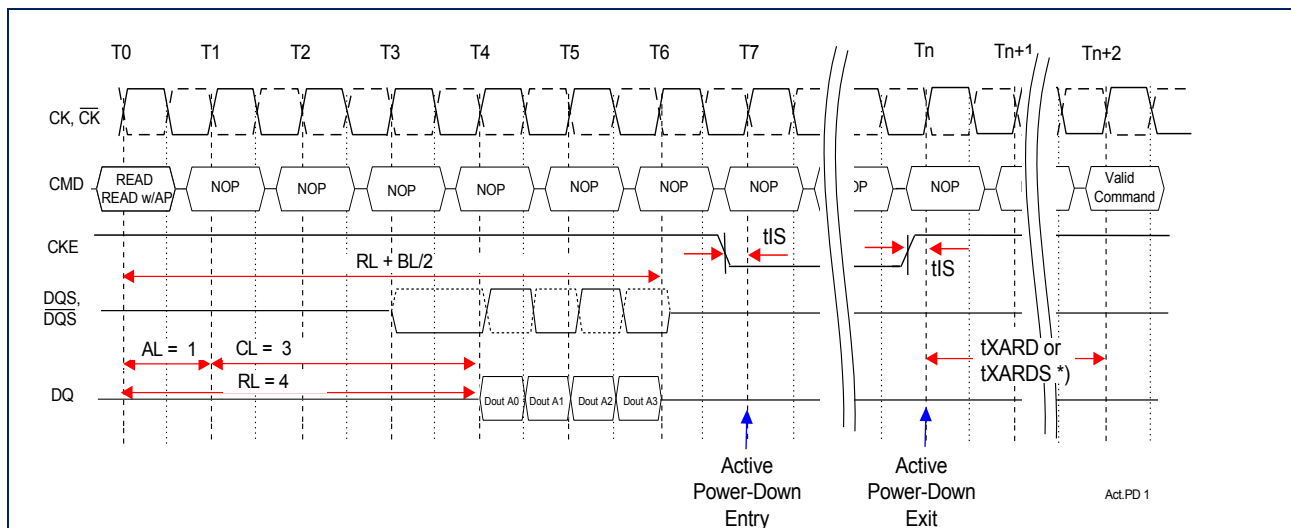 T0 T1 T2 T3 T4 T5 T6 T7 Tn Tn+1 Tn+2
CK, CK
CMD
READ
READ w/AP
NOP NOP NOP NOP NOP NOP NOP NOP
Valid
Command
CKE
tIS
tIS
RL + BL/2
DQS,
DQS
AL = 1
CL = 3
RL = 4
tXARD or
tXARDS *)
DQ
Dout A0 Dout A1 Dout A2 Dout A3
Active
Power-Down
Entry
Active
Power-Down
Exit
Act.PD 1